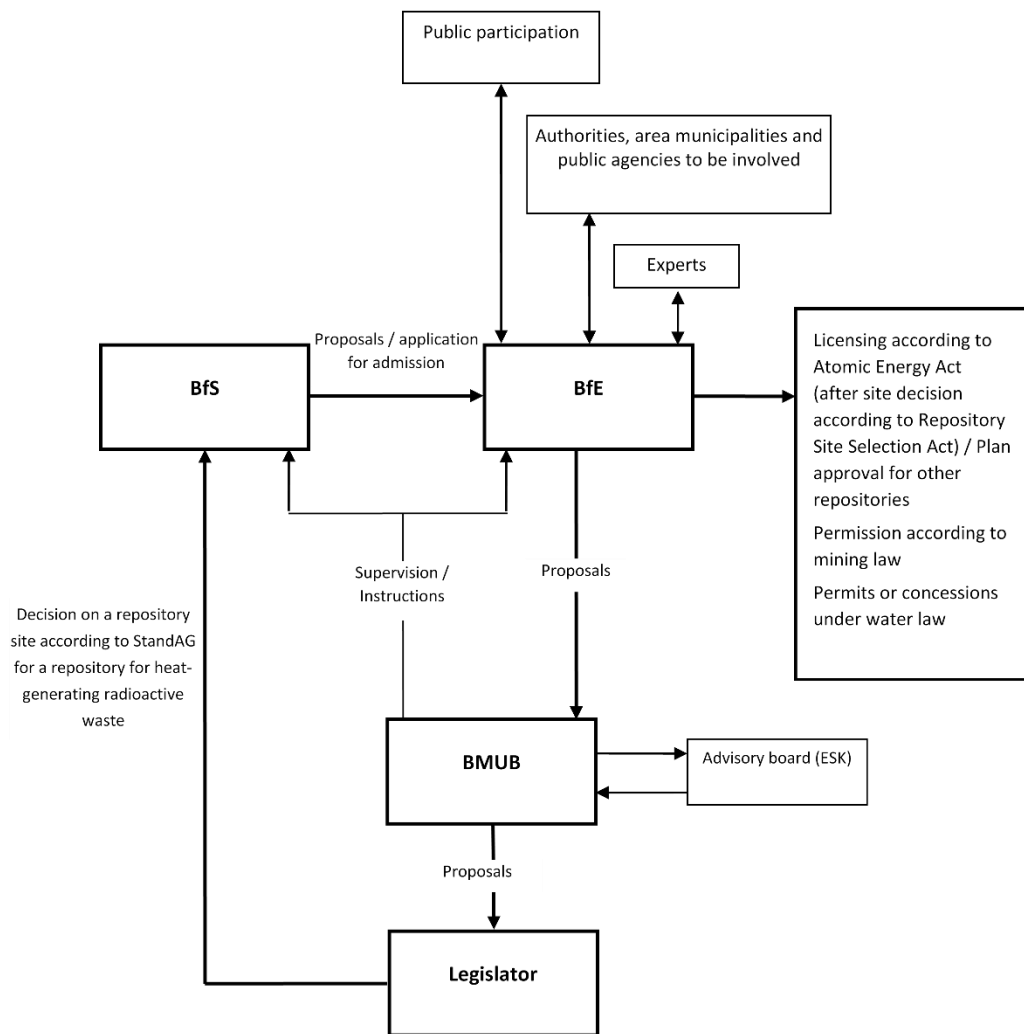 Public participation
Authorities, area municipalities and
public agencies to be involved
Experts
Proposals / application
for admission
BfS
BfE
Licensing according to
Atomic Energy Act
(after site decision
according to Repository
Site Selection Act) / Plan
approval for other
repositories
Permission according to
mining law
Permits or concessions
under water law
Supervision /
Instructions
Proposals
Decision on a repository
site according to StandAG
for a repository for heat-
generating radioactive
waste
BMUB
Advisory board (ESK)
Proposals
Legislator